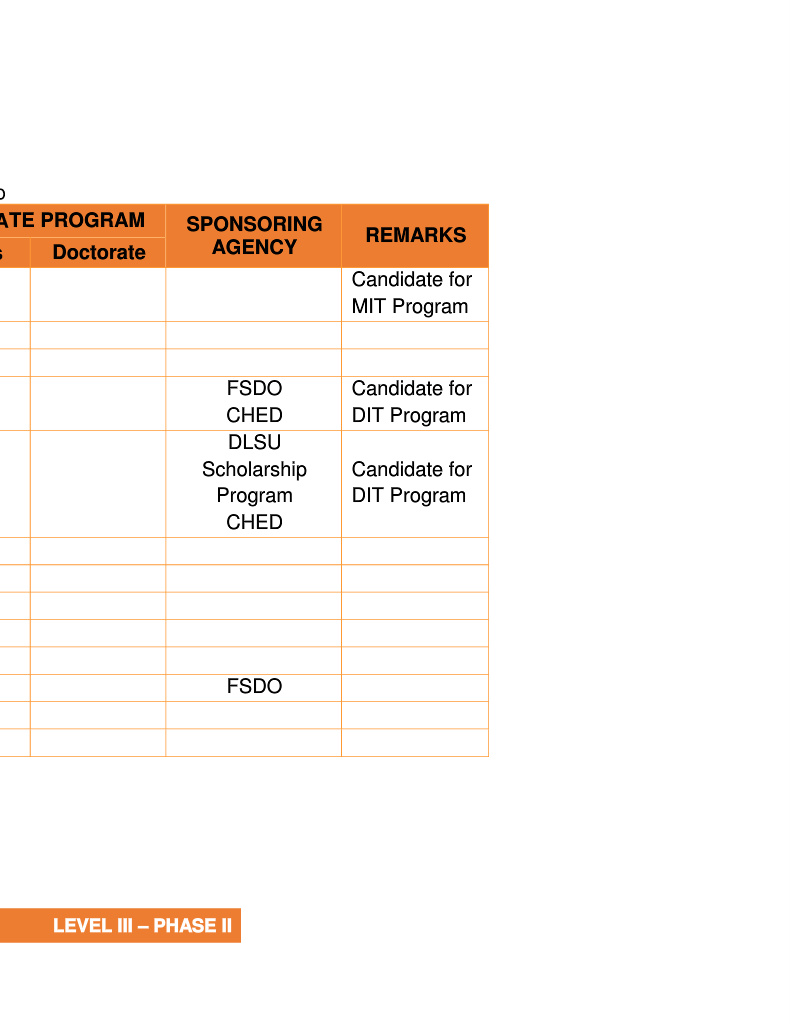 ATE PROGRAM
SPONSORING
AGENCY
REMARKS
s
Doctorate
Candidate for
MIT Program
FSDO
CHED
Candidate for
DIT Program
DLSU
Scholarship
Program
CHED
Candidate for
DIT Program
FSDO
LEVEL III – PHASE II